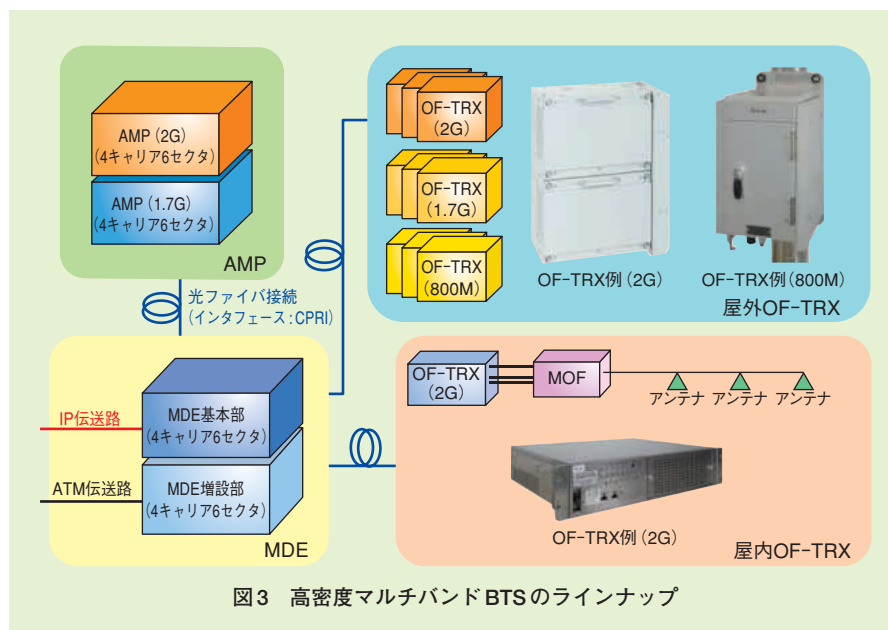 AMP(2G)
(4キャリア6セクタ)
AMP(1.7G)
(4キャリア6セクタ)
AMP
光ファイバ接続
(インタフェース:CPRI)
OF-TRX
(2G)
OF-TRX
(1.7G)
OF-TRX
(800M)
OF-TRX例(2G)
OF-TRX例(800M)
屋外OF-TRX
IP伝送路
ATM伝送路
MDE基本部
(4キャリア6セクタ)
MDE増設部
(4キャリア6セクタ)
MDE
OF-TRX
(2G)
MOF
アンテナ アンテナ アンテナ
OF-TRX例(2G)
屋内OF-TRX
図3 高密度マルチバンドBTSのラインナップ